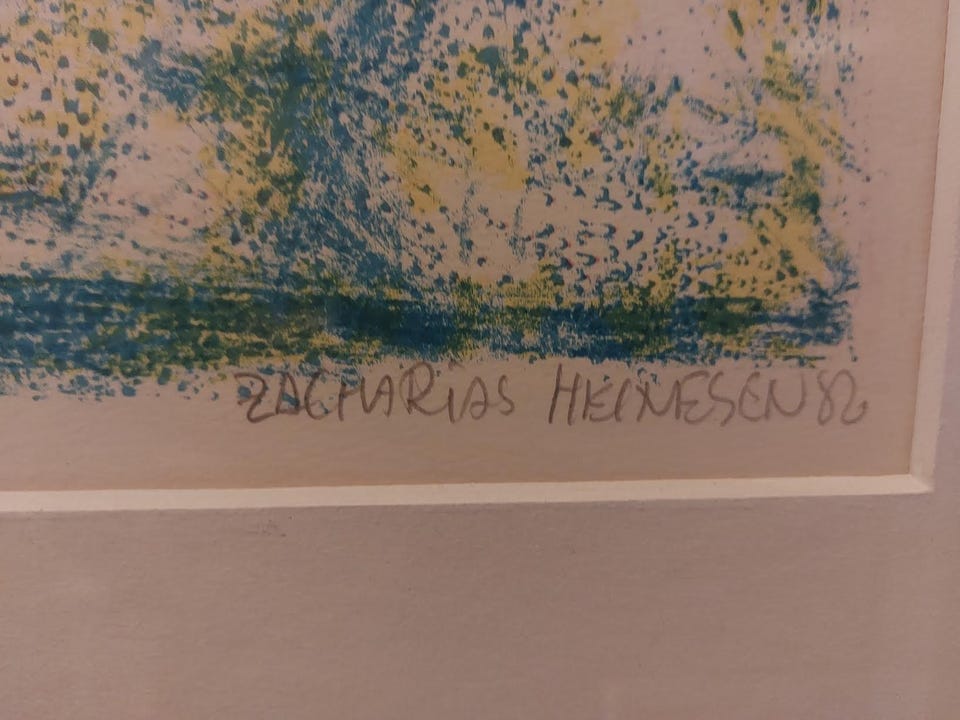 ZACHARIAS HEINESEN 82